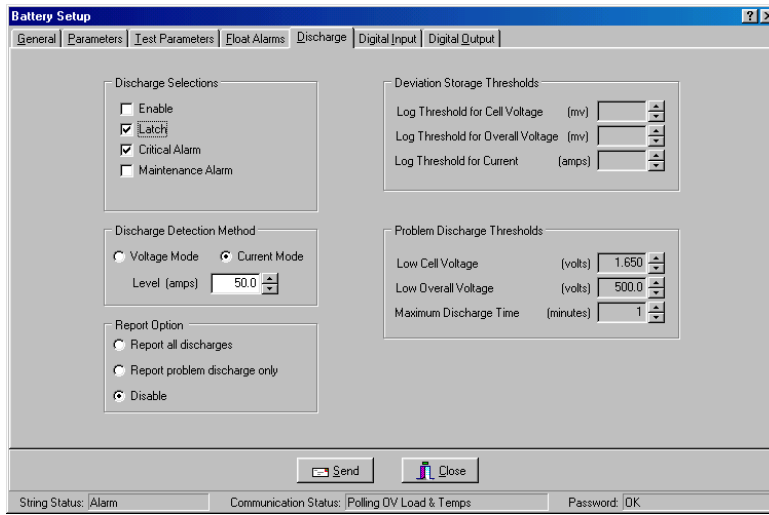 Battery Setup
General Parameters Test Parameters Float Alarms Discharge Digital Input Digital Output
Discharge Selections
Enable
Latch
Critical Alarm
Maintenance Alarm
Discharge Detection Method
Voltage Mode Current Mode
Level (amps) 50.0
Report Option
Report all discharges
Report problem discharge only
Disable
Deviation Storage Thresholds
Log Threshold for Cell Voltage (mv)
Log Threshold for Overall Voltage (mv)
Log Threshold for Current (amps)
Problem Discharge Thresholds
Low Cell Voltage (volts) 1.650
Low Overall Voltage (volts) 500.0
Maximum Discharge Time (minutes) 1
Send Close
String Status: Alarm Communication Status: Polling OV Load & Temps Password: OK